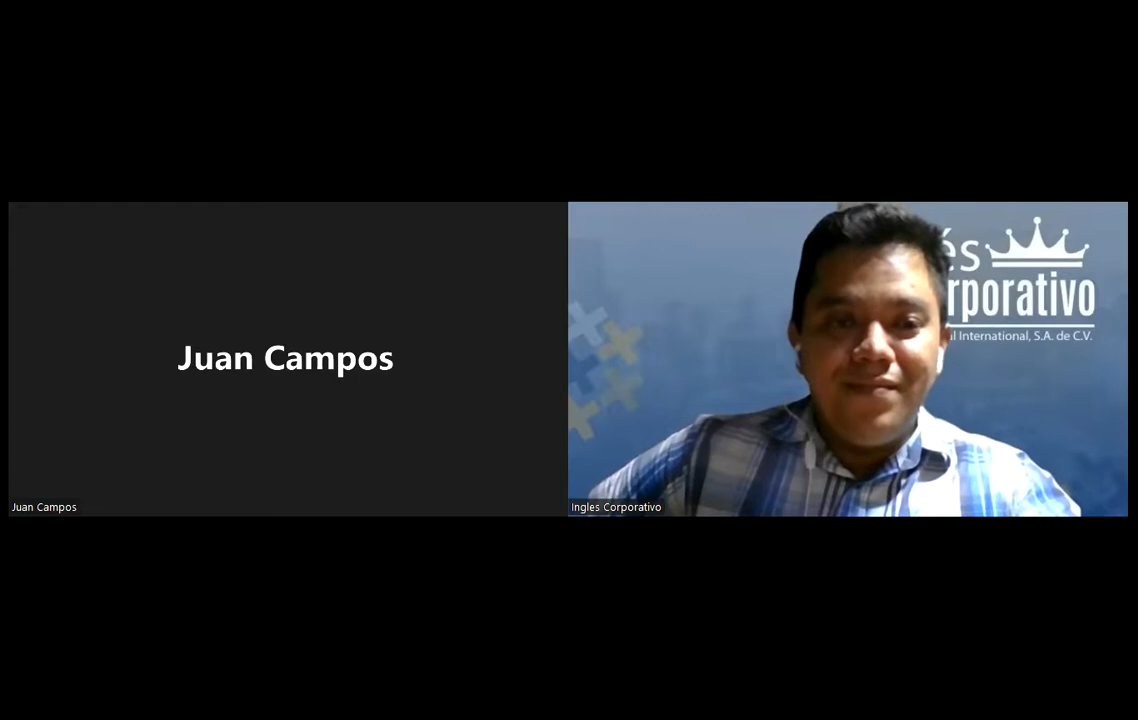 Juan Campos
Juan Campos
és
rporativo
l International, S.A. de C.V.
Ingles Corporativo